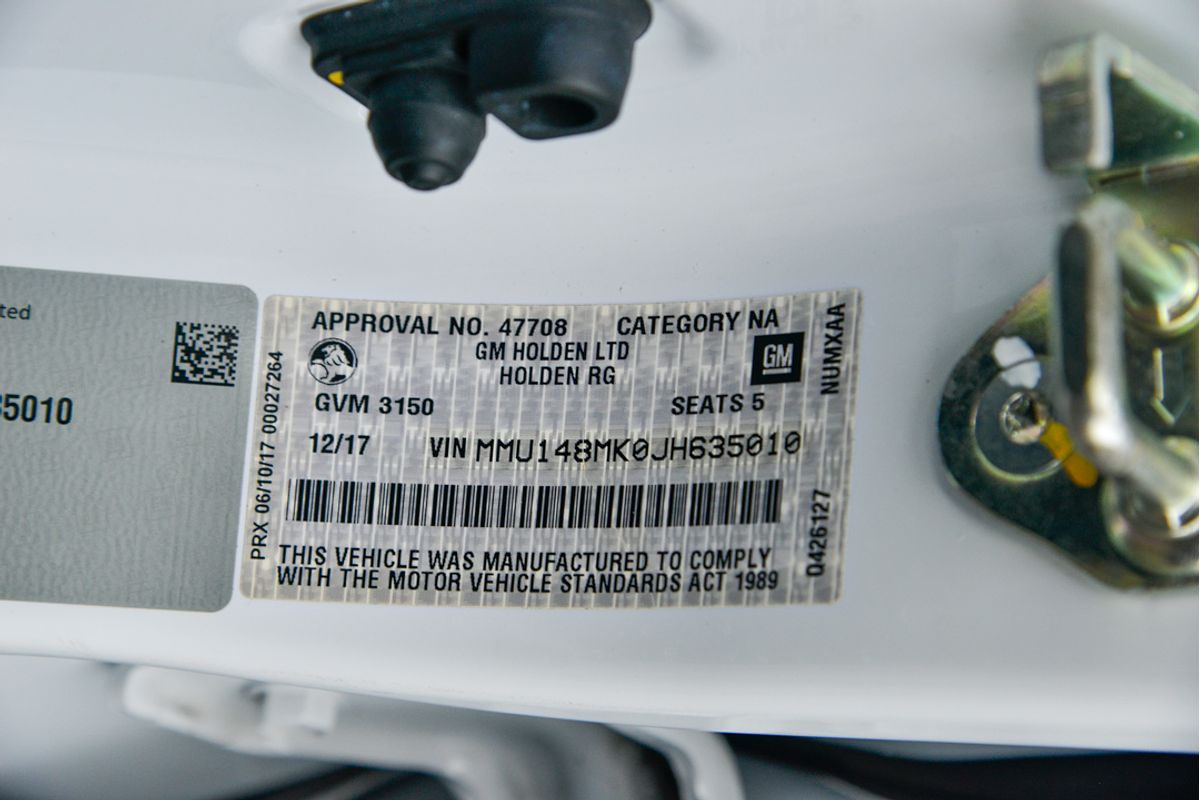 ted
35010
PRX 06/10/17 00027264
APPROVAL NO. 47708 CATEGORY NA
GM HOLDEN LTD
HOLDEN RG
GM
GVM 3150 SEATS 5
12/17 VIN MMU148MK0JH635010
THIS VEHICLE WAS MANUFACTURED TO COMPLY
WITH THE MOTOR VEHICLE STANDARDS ACT 1989
NUMXAA
Q426127